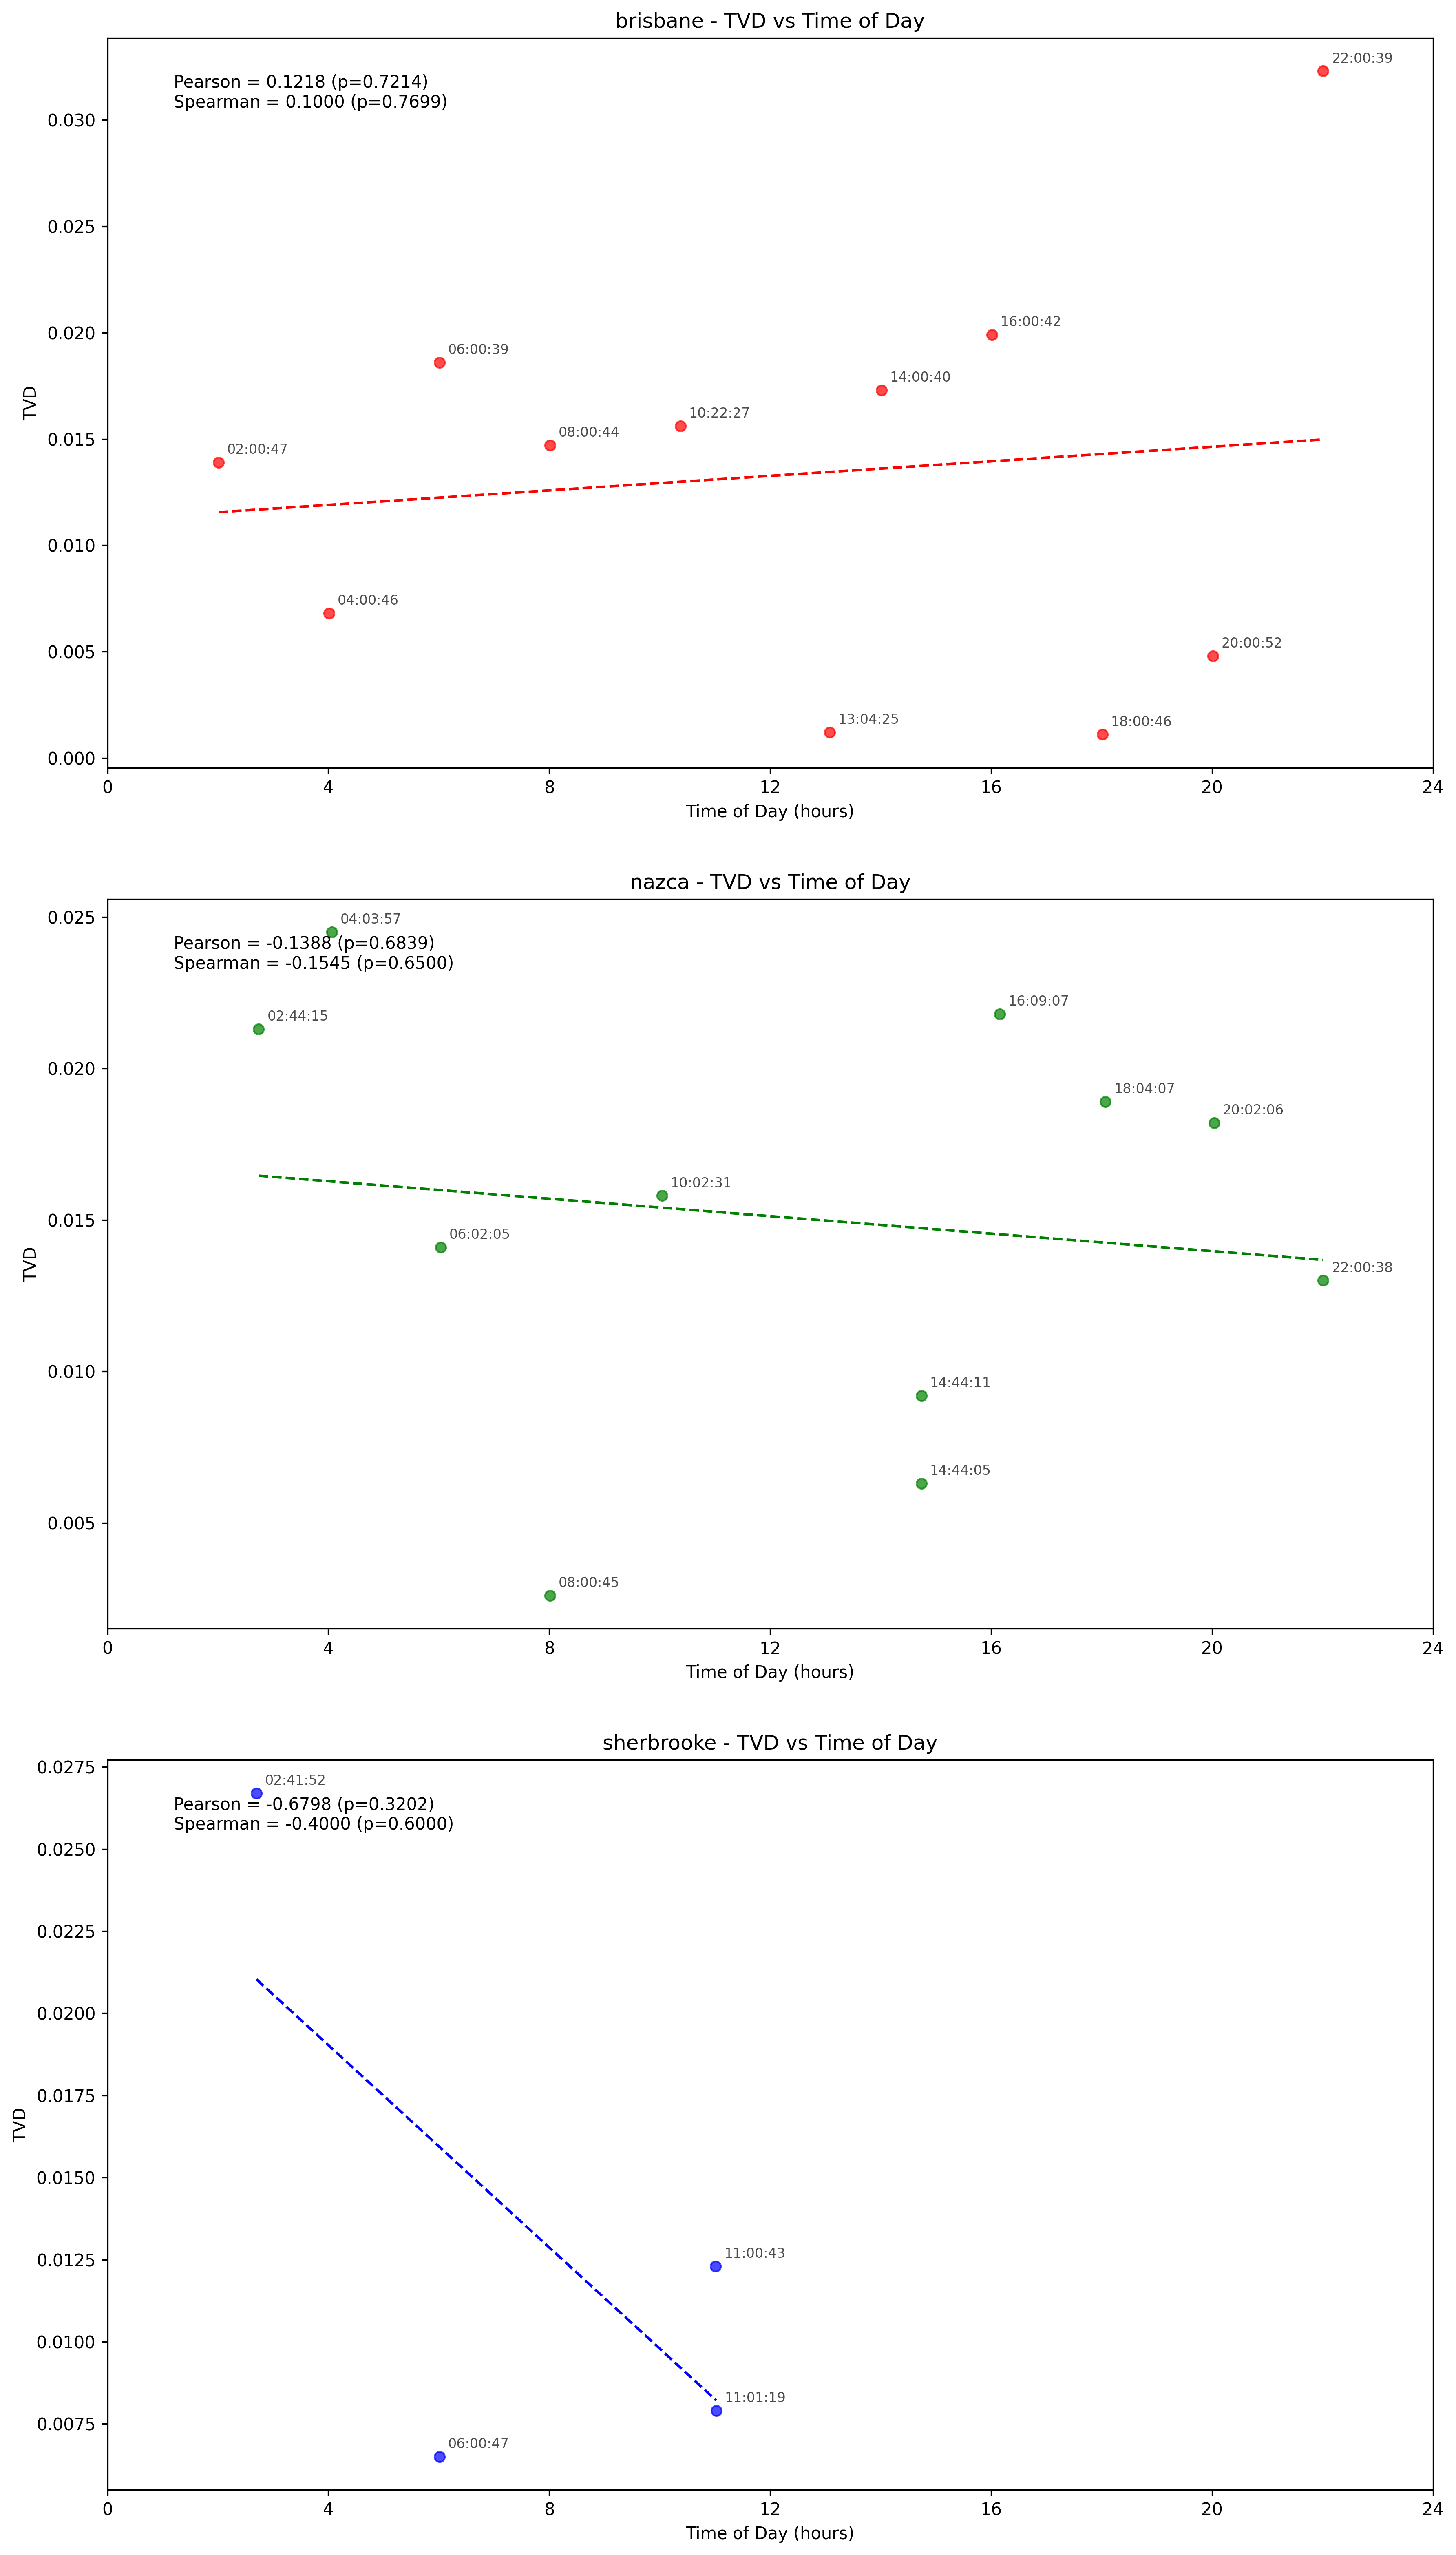 brisbane - TVD vs Time of Day
Pearson = 0.1218 (p=0.7214)
Spearman = 0.1000 (p=0.7699)
22:00:39
0.030
0.025
16:00:42
0.020
06:00:39
14:00:40
10:22:27
08:00:44
02:00:47
0.015
TVD
0.010
04:00:46
20:00:52
0.005
13:04:25
18:00:46
0.000
0 4 8 12 16 20 24
Time of Day (hours)
nazca - TVD vs Time of Day
0.025
04:03:57
Pearson = -0.1388 (p=0.6839)
Spearman = -0.1545 (p=0.6500)
02:44:15
16:09:07
0.020
18:04:07
20:02:06
10:02:31
0.015
06:02:05
TVD
22:00:38
0.010
14:44:11
14:44:05
0.005
08:00:45
0 4 8 12 16 20 24
Time of Day (hours)
sherbrooke - TVD vs Time of Day
0.0275
02:41:52
Pearson = -0.6798 (p=0.3202)
Spearman = -0.4000 (p=0.6000)
0.0250
0.0225
0.0200
0.0175
TVD
0.0150
0.0125
11:00:43
0.0100
11:01:19
0.0075
06:00:47
0 4 8 12 16 20 24
Time of Day (hours)